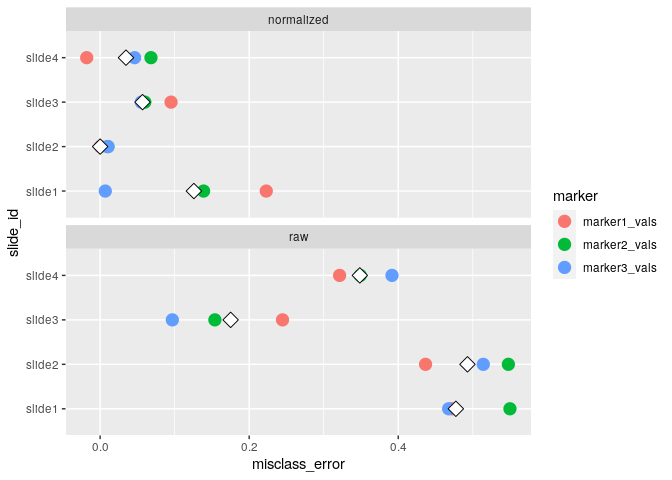 normalized
slide4
slide3
slide2
slide1
raw
slide4
slide3
slide2
slide1
0.0 0.2 0.4
misclass_error
slide_id
marker
marker1_vals
marker2_vals
marker3_vals